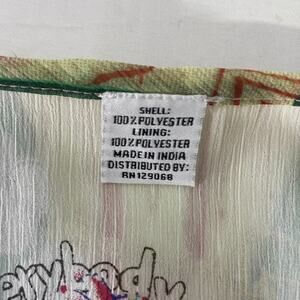 SHELL:
100% POLYESTER
LINING:
100% POLYESTER
MADE IN INDIA
DISTRIBUTED BY:
RN 129068